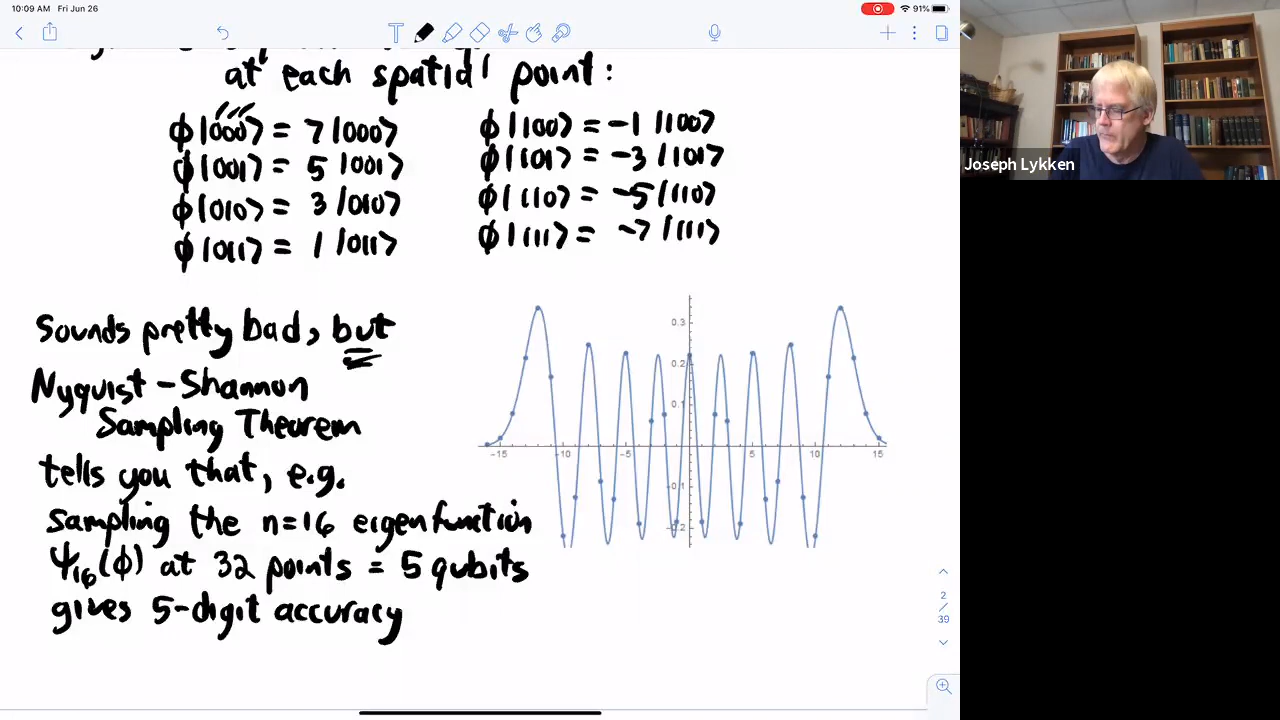 10:09 AM Fri Jun 26
91%
at each spatial point:
ϕ|000⟩ = 7|000⟩
ϕ|001⟩ = 5|001⟩
ϕ|010⟩ = 3|010⟩
ϕ|011⟩ = 1|011⟩
ϕ|100⟩ = -1|100⟩
ϕ|101⟩ = -3|101⟩
ϕ|110⟩ = -5|110⟩
ϕ|111⟩ = -7|111⟩
Joseph Lykken
Sounds pretty bad, but
Nyquist - Shannon
Sampling Theorem
tells you that, e.g.
sampling the n=16 eigenfunction
Ψ₁₆(ϕ) at 32 points = 5 qubits
gives 5-digit accuracy
0.3
0.2
0.1
-15 -10 -5 5 10 15
-0.1
-0.2
2
/
39